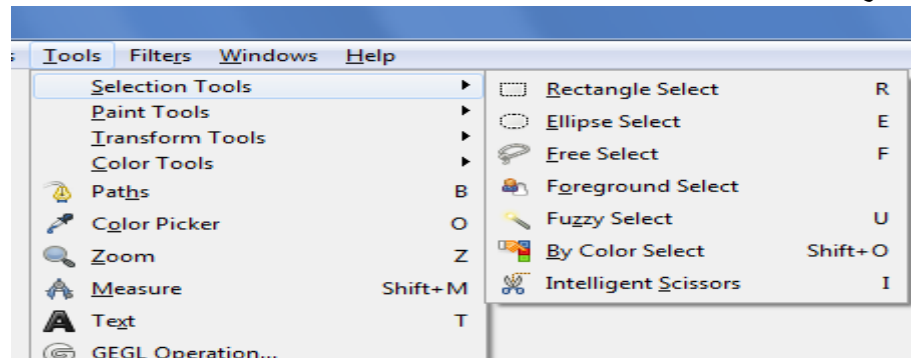 Tools Filters Windows Help
Selection Tools
Paint Tools
Transform Tools
Color Tools
Paths B
Color Picker O
Zoom Z
Measure Shift+M
Text T
GEGL Operation...
Rectangle Select R
Ellipse Select E
Free Select F
Foreground Select
Fuzzy Select U
By Color Select Shift+O
Intelligent Scissors I